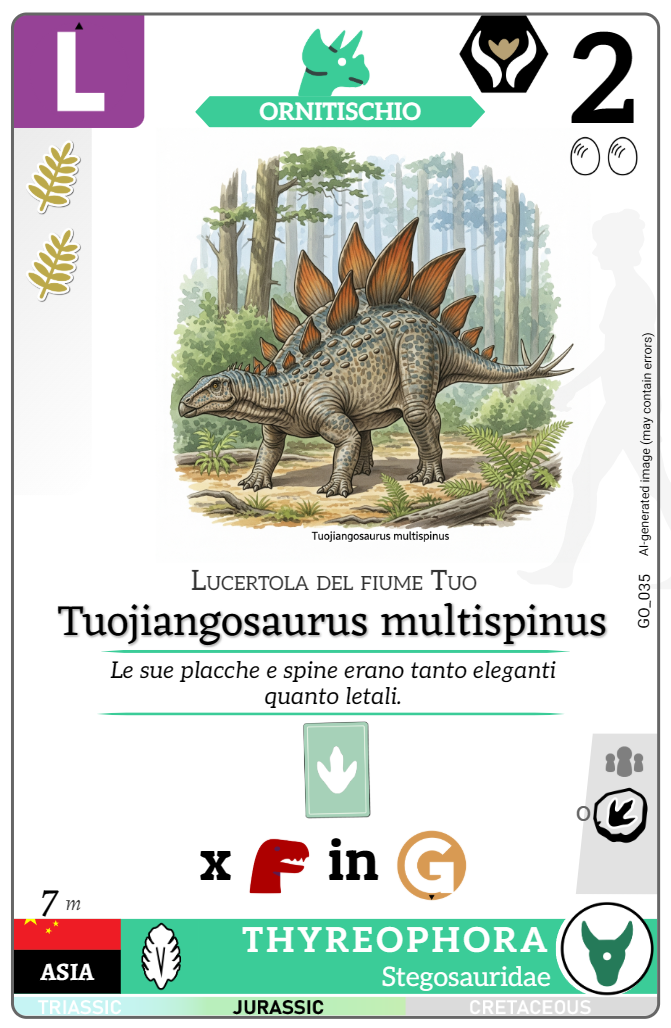 L
ORNITISCHIO
2
Tuojiangosaurus multispinus
AI-generated image (may contain errors)
GO_035
Lucertola del fiume Tuo
Tuojiangosaurus multispinus
Le sue placche e spine erano tanto eleganti
quanto letali.
O
x in G
7 m
ASIA
THYREOPHORA
Stegosauridae
TRIASSIC JURASSIC CRETACEOUS